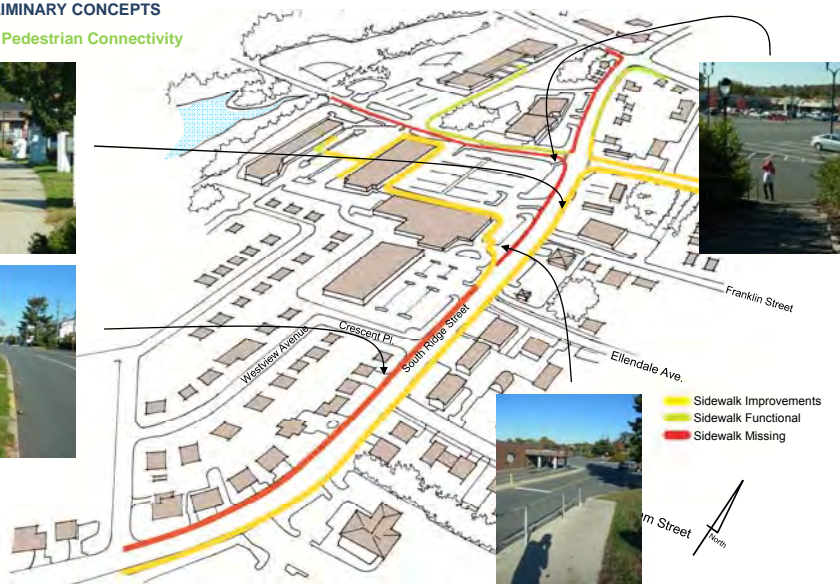 LIMINARY CONCEPTS
Pedestrian Connectivity
Franklin Street
Crescent Pl.
South Ridge Street
Westview Avenue
Ellendale Ave.
Sidewalk Improvements
Sidewalk Functional
Sidewalk Missing
m Street
North